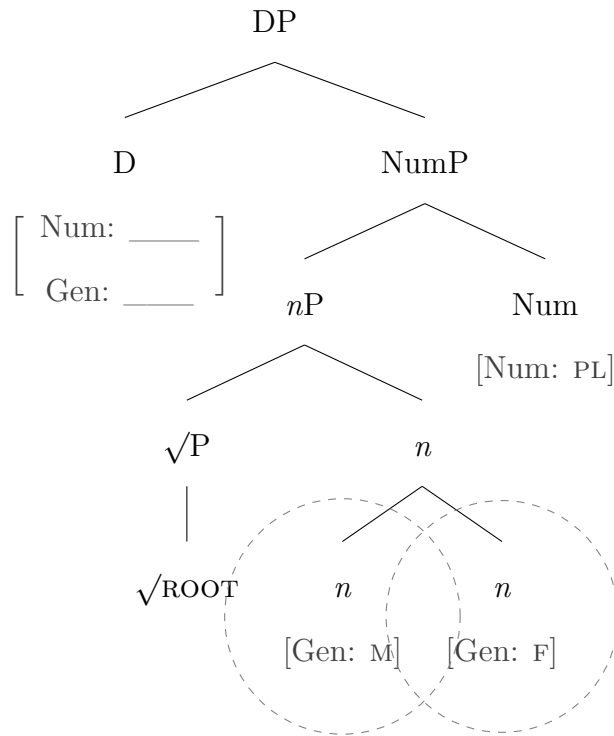 DP
D NumP
Num: ____
Gen: ____
nP Num
[Num: PL]
√P n
√ROOT n n
[Gen: M] [Gen: F]